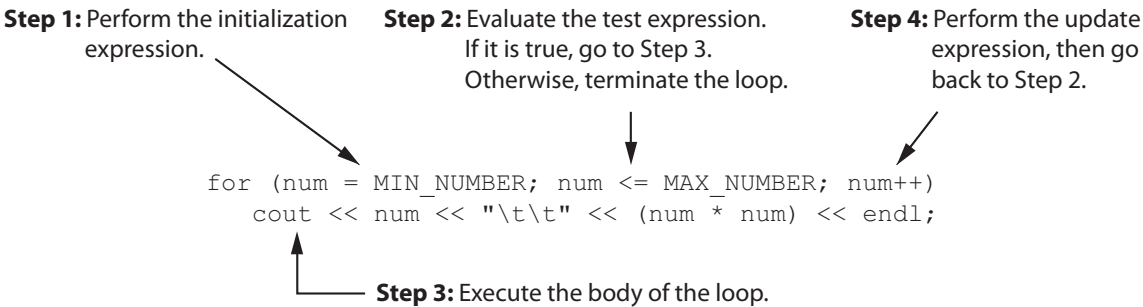 Step 1: Perform the initialization
expression.
Step 2: Evaluate the test expression.
If it is true, go to Step 3.
Otherwise, terminate the loop.
Step 4: Perform the update
expression, then go
back to Step 2.
for (num = MIN_NUMBER; num <= MAX_NUMBER; num++)
cout << num << "\t\t" << (num * num) << endl;
Step 3: Execute the body of the loop.